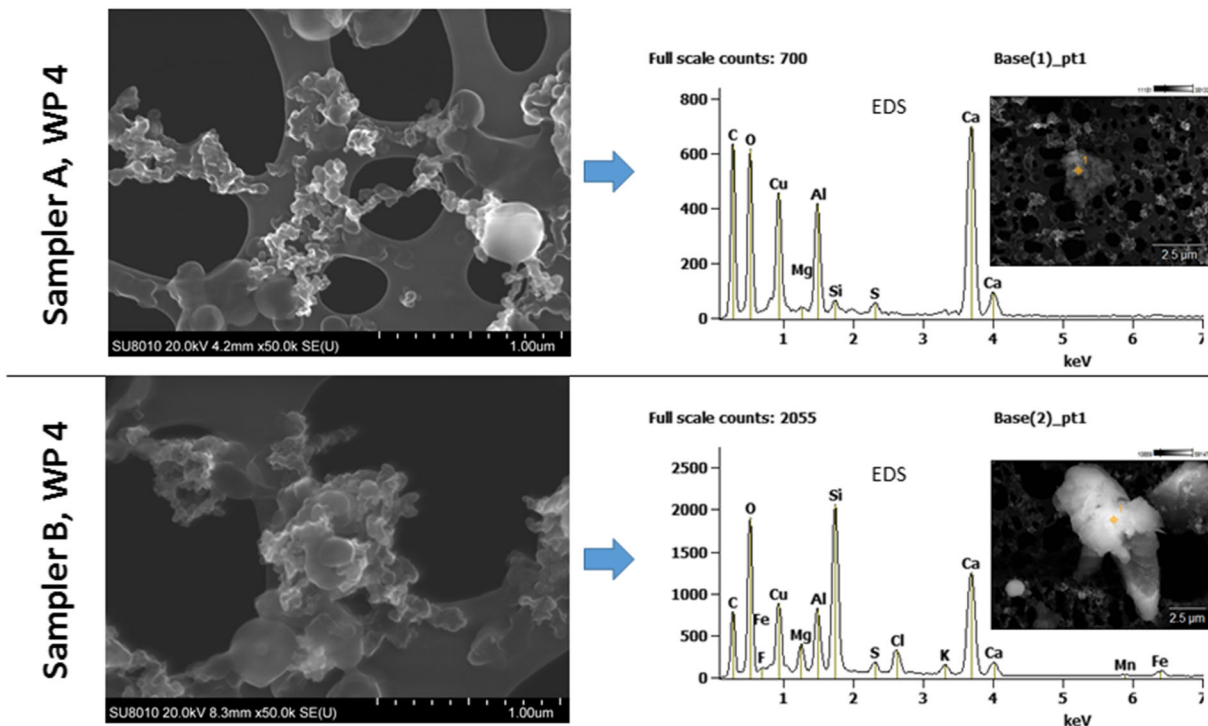 Sampler A, WP 4
SU8010 20.0kV 4.2mm x50.0k SE(U)
1.00um
Full scale counts: 700
Base(1)_pt1
EDS
800
600
400
200
0
C
O
Cu
Mg
Al
Si
S
Ca
Ca
1
2
3
4
5
6
7
keV
1
2.5 µm
Sampler B, WP 4
SU8010 20.0kV 8.3mm x50.0k SE(U)
1.00um
Full scale counts: 2055
Base(2)_pt1
EDS
2500
2000
1500
1000
500
0
C
O
Fe
F
Cu
Mg
Al
Si
S
Cl
K
Ca
Ca
Mn
Fe
1
2
3
4
5
6
7
keV
2.5 µm